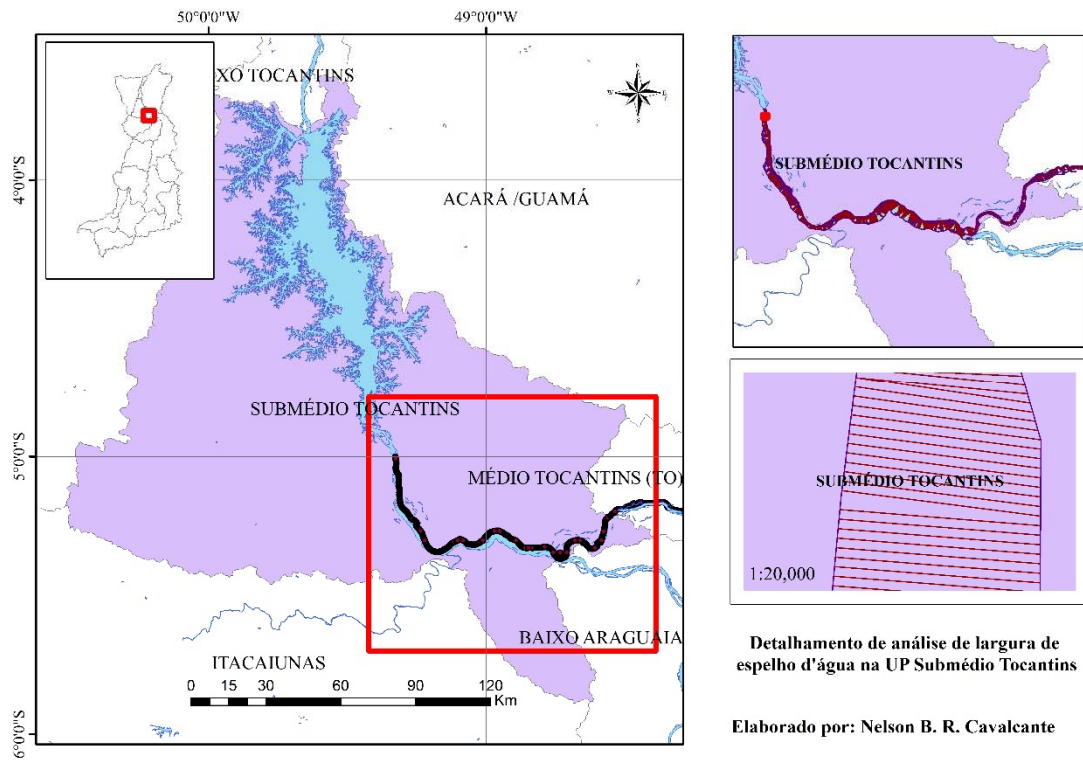 50°0'0"W
49°0'0"W
XO TOCANTINS
4°0'0"S
ACARÁ /GUAMÁ
SUBMÉDIO TOCANTINS
5°0'0"S
MÉDIO TOCANTINS (TO)
BAIXO ARAGUAIA
ITACAIUNAS
0 15 30 60 90 120
Km
6°0'0"S
SUBMÉDIO TOCANTINS
SUBMÉDIO TOCANTINS
1:20,000
Detalhamento de análise de largura de
espelho d'água na UP Submédio Tocantins
Elaborado por: Nelson B. R. Cavalcante